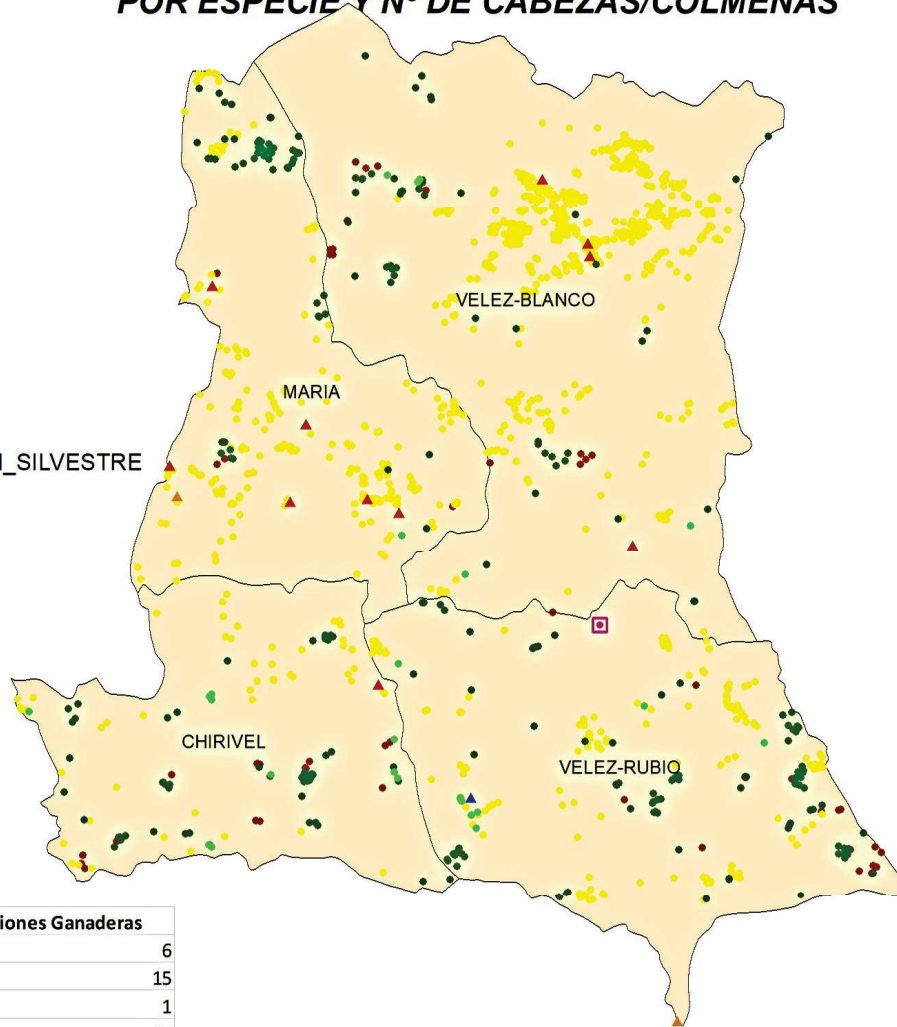 POR ESPECIE Y Nº DE CABEZAS/COLMENAS
VELEZ-BLANCO
MARIA
_SILVESTRE
CHIRIVEL
VELEZ-RUBIO
iones Ganaderas
6
15
1